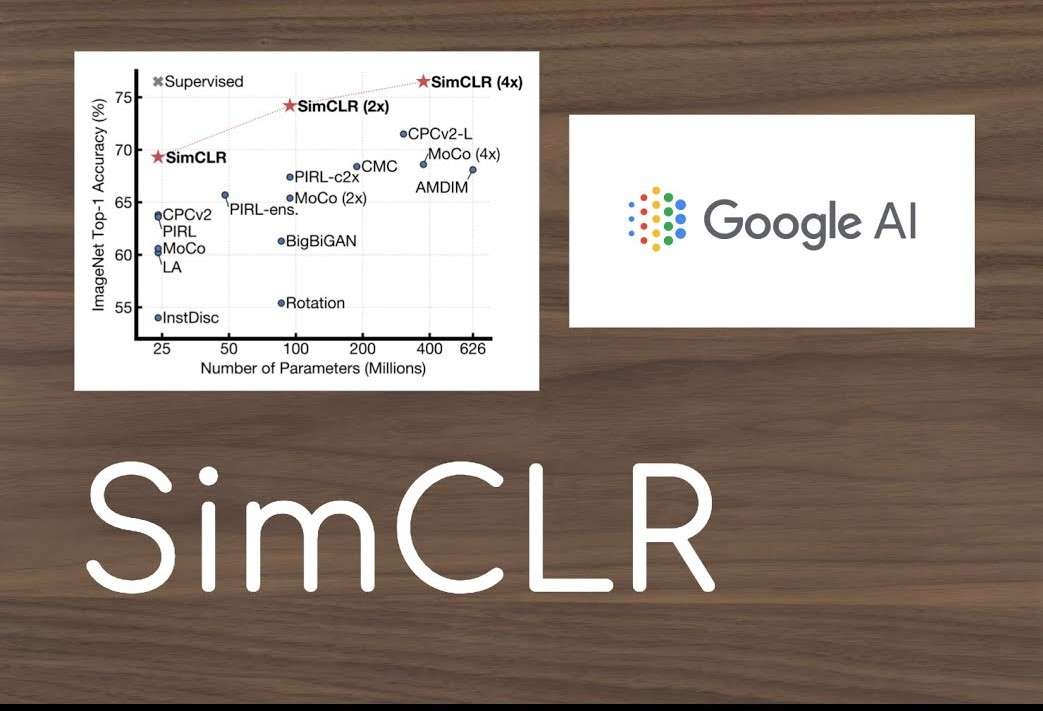 ImageNet Top-1 Accuracy (%)
75
70
65
60
55
Supervised
SimCLR (4x)
SimCLR (2x)
CPCv2-L
MoCo (4x)
SimCLR
CMC
AMDIM
PIRL-c2x
MoCo (2x)
PIRL-ens.
CPCv2
PIRL
BigBiGAN
MoCo
LA
Rotation
InstDisc
25 50 100 200 400 626
Number of Parameters (Millions)
Google AI
SimCLR